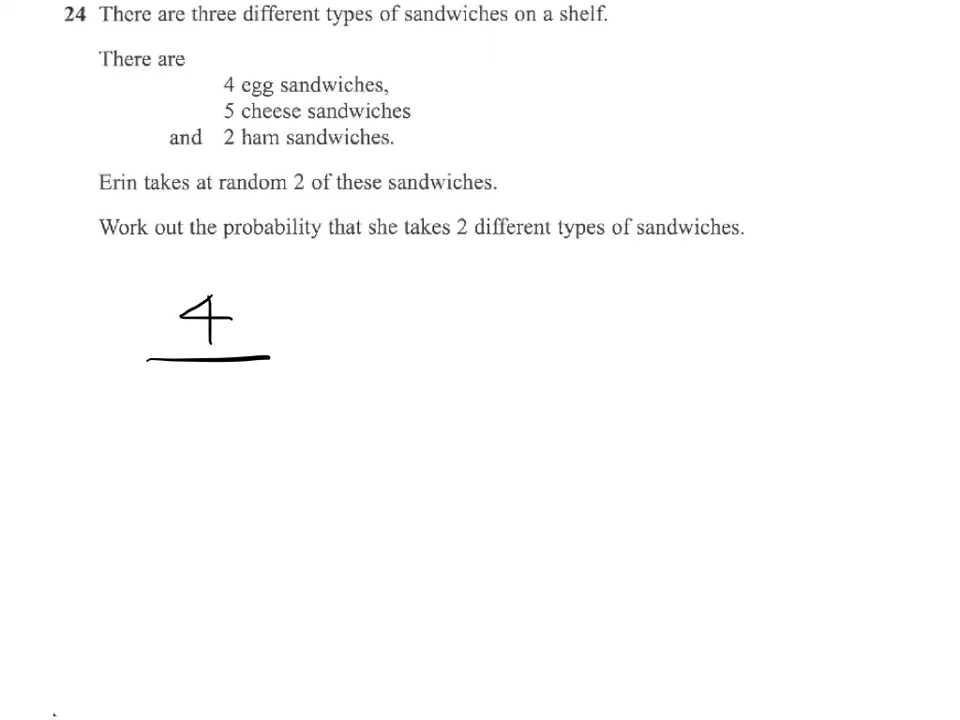 24 There are three different types of sandwiches on a shelf.
There are
4 egg sandwiches,
5 cheese sandwiches
and 2 ham sandwiches.
Erin takes at random 2 of these sandwiches.
Work out the probability that she takes 2 different types of sandwiches.
4